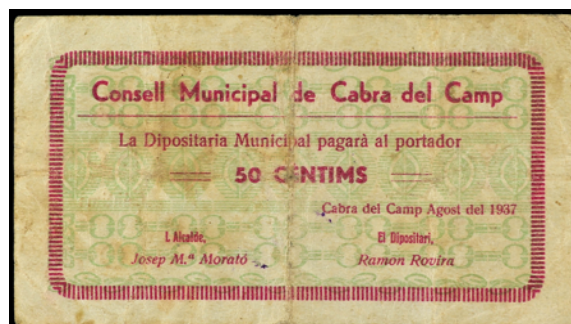 Consell Municipal de Cabra del Camp
La Dipositaria Municipal pagarà al portador
50 CENTIMS
Cabra del Camp Agost del 1937
L Alcalde,
Josep M.ª Morató
El Dipositari,
Ramon Rovira